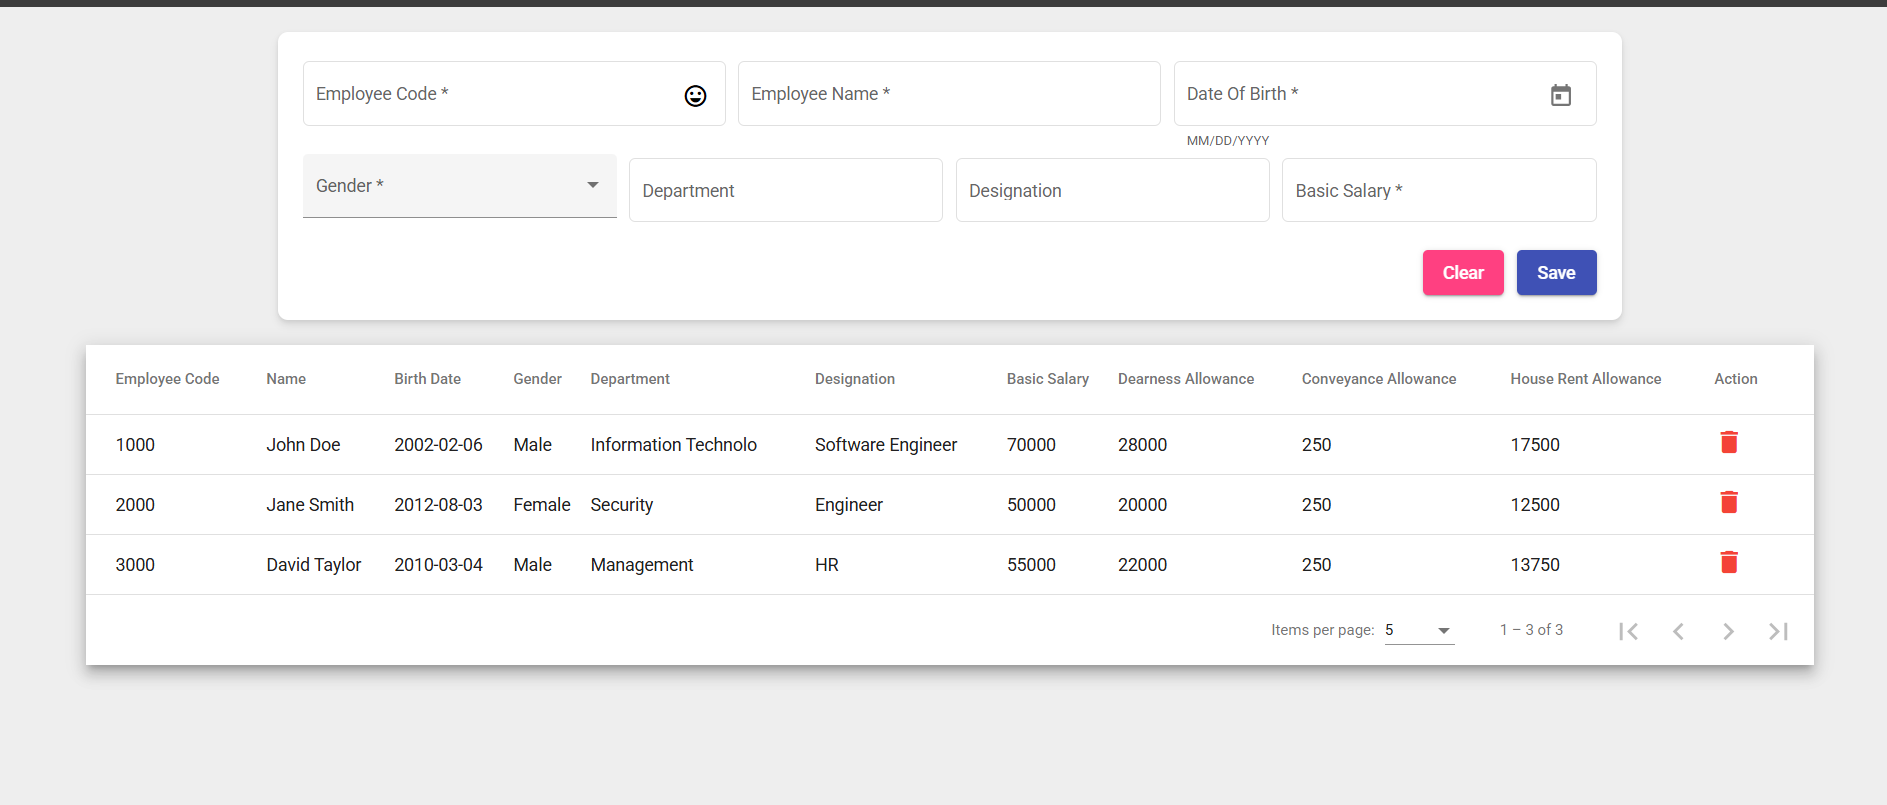 Employee Code *
Employee Name *
Date Of Birth *
MM/DD/YYYY
Gender *
Department
Designation
Basic Salary *
Clear
Save
Employee Code Name Birth Date Gender Department Designation Basic Salary Dearness Allowance Conveyance Allowance House Rent Allowance Action
1000 John Doe 2002-02-06 Male Information Technolo Software Engineer 70000 28000 250 17500
2000 Jane Smith 2012-08-03 Female Security Engineer 50000 20000 250 12500
3000 David Taylor 2010-03-04 Male Management HR 55000 22000 250 13750
Items per page: 5 1 – 3 of 3